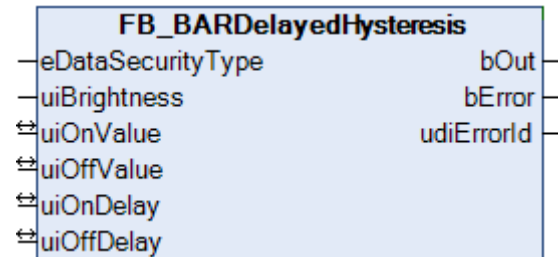 FB_BARDelayedHysteresis
eDataSecurityType bOut
uiBrightness bError
uiOnValue udiErrorId
uiOffValue
uiOnDelay
uiOffDelay